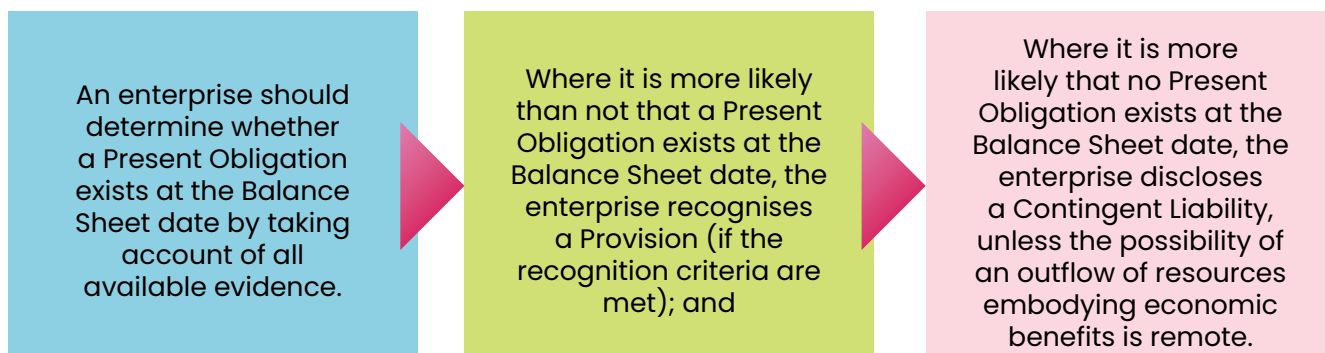 An enterprise should
determine whether
a Present Obligation
exists at the Balance
Sheet date by taking
account of all
available evidence.
Where it is more likely
than not that a Present
Obligation exists at the
Balance Sheet date, the
enterprise recognises
a Provision (if the
recognition criteria are
met); and
Where it is more
likely that no Present
Obligation exists at the
Balance Sheet date, the
enterprise discloses
a Contingent Liability,
unless the possibility of
an outflow of resources
embodying economic
benefits is remote.